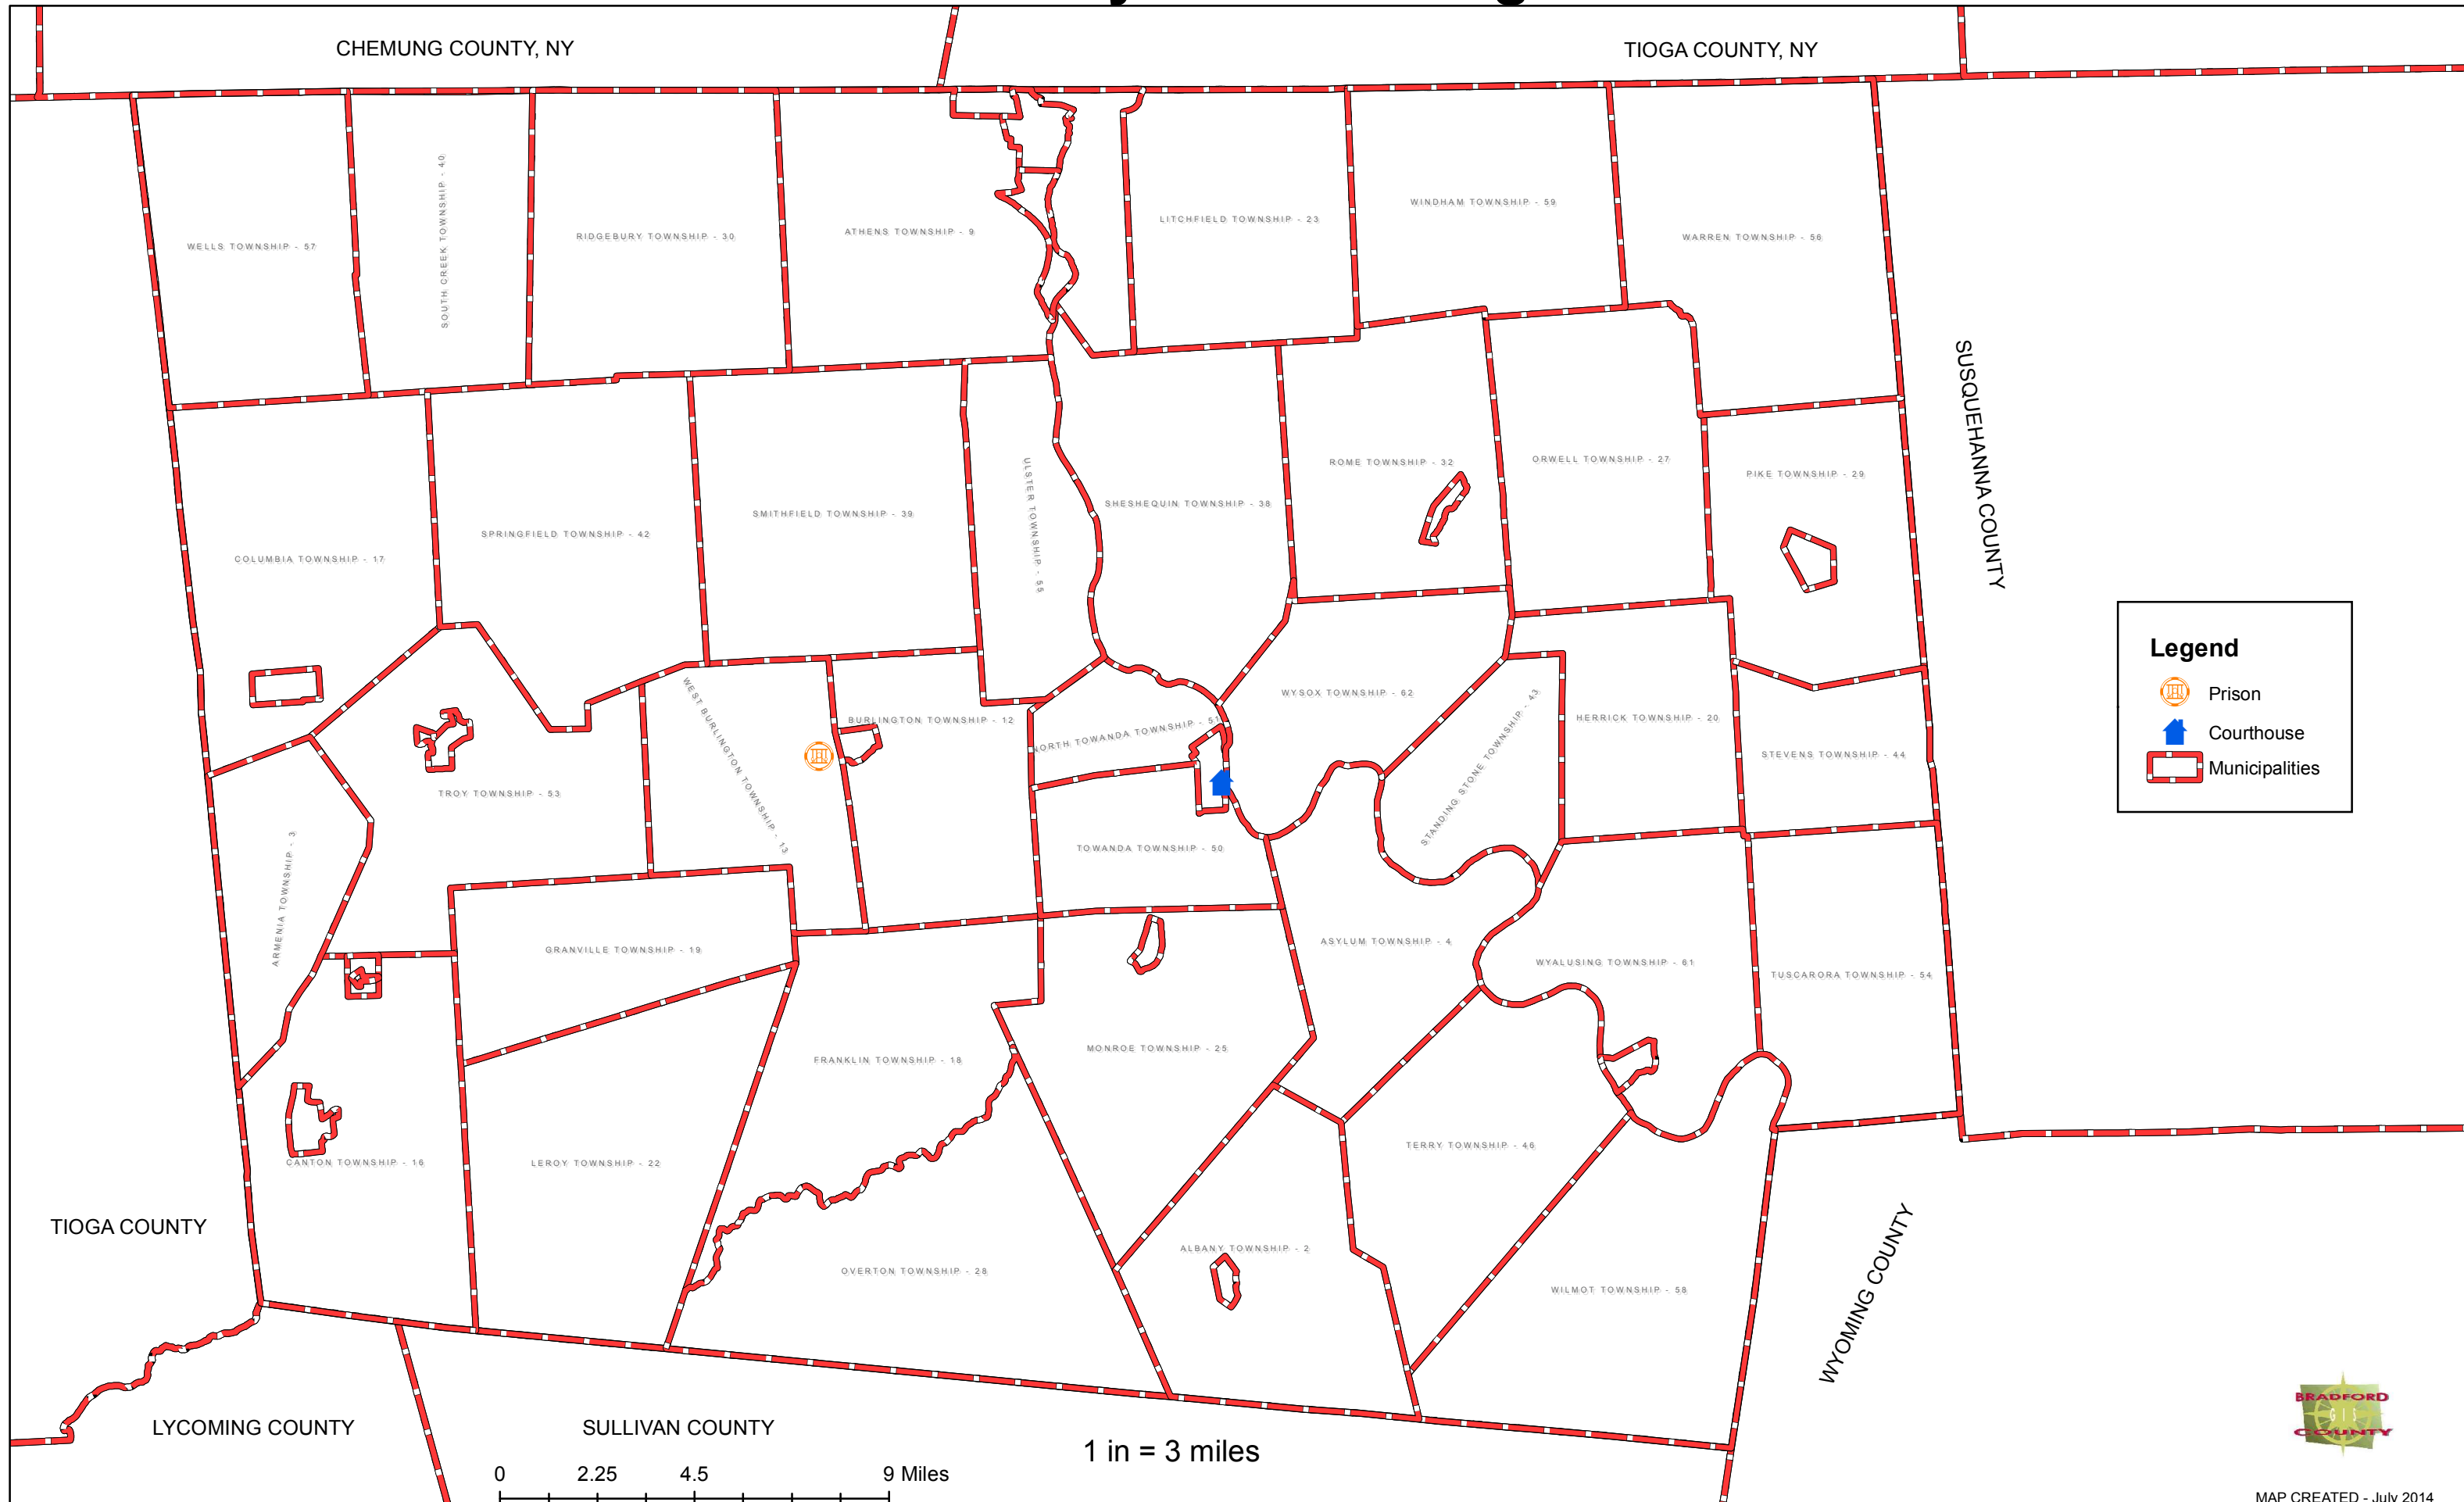 CHEMUNG COUNTY, NY
TIOGA COUNTY, NY
WELLS TOWNSHIP - 57
SOUTH CREEK TOWNSHIP - 40
RIDGEBURY TOWNSHIP - 30
ATHENS TOWNSHIP - 9
LITCHFIELD TOWNSHIP - 23
WINDHAM TOWNSHIP - 59
WARREN TOWNSHIP - 56
SUSQUEHANNA COUNTY
COLUMBIA TOWNSHIP - 17
SPRINGFIELD TOWNSHIP - 42
SMITHFIELD TOWNSHIP - 39
ULSTER TOWNSHIP - 55
SHESHEQUIN TOWNSHIP - 38
ROME TOWNSHIP - 32
ORWELL TOWNSHIP - 27
PIKE TOWNSHIP - 29
Legend
Prison
Courthouse
Municipalities
ARMENIA TOWNSHIP - 3
TROY TOWNSHIP - 53
WEST BURLINGTON TOWNSHIP - 13
BURLINGTON TOWNSHIP - 12
NORTH TOWANDA TOWNSHIP - 51
WYSOX TOWNSHIP - 62
STANDING STONE TOWNSHIP - 43
HERRICK TOWNSHIP - 20
STEVENS TOWNSHIP - 44
TOWANDA TOWNSHIP - 50
GRANVILLE TOWNSHIP - 19
ASYLUM TOWNSHIP - 4
WYALUSING TOWNSHIP - 61
TUSCARORA TOWNSHIP - 54
FRANKLIN TOWNSHIP - 18
MONROE TOWNSHIP - 25
CANTON TOWNSHIP - 16
LEROY TOWNSHIP - 22
TERRY TOWNSHIP - 46
OVERTON TOWNSHIP - 28
ALBANY TOWNSHIP - 2
WILMOT TOWNSHIP - 58
TIOGA COUNTY
WYOMING COUNTY
LYCOMING COUNTY
SULLIVAN COUNTY
1 in = 3 miles
0 2.25 4.5 9 Miles
BRADFORD
GIS
COUNTY
MAP CREATED - July 2014